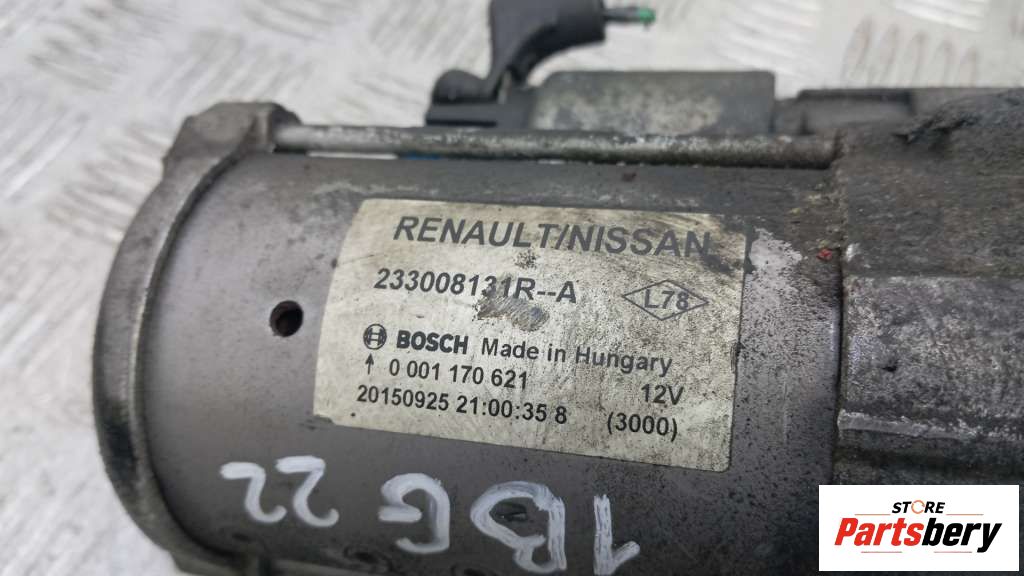 RENAULT/NISSAN
233008131R--A
L78
BOSCH Made in Hungary
↑ 0 001 170 621 12V
20150925 21:00:35 8 (3000)
1BG
22
STORE
Partsbery